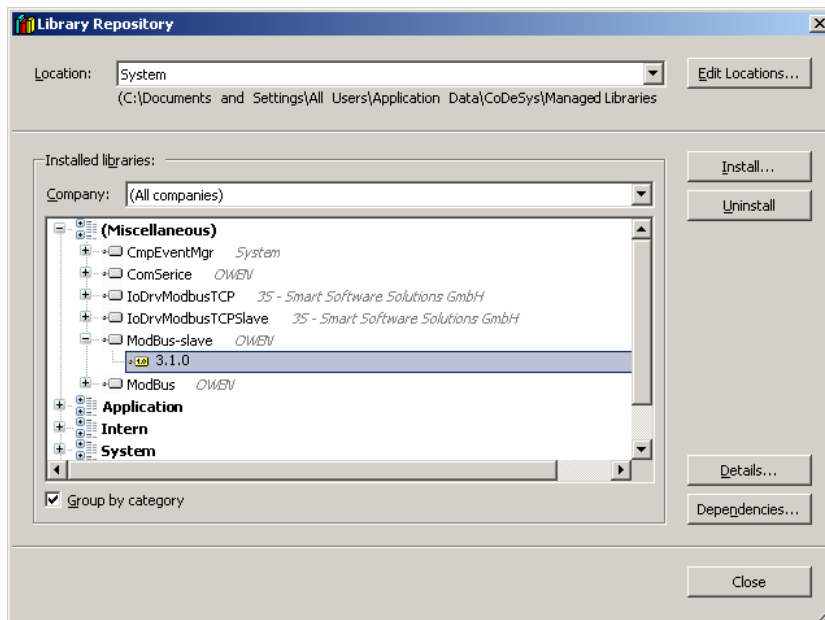 Library Repository
Location: System Edit Locations...
(C:\Documents and Settings\All Users\Application Data\CoDeSys\Managed Libraries
Installed libraries: Install...
Company: (All companies)
Uninstall
(Miscellaneous)
CmpEventMgr System
ComSerice OWEN
IoDrvModbusTCP 3S - Smart Software Solutions GmbH
IoDrvModbusTCPSlave 3S - Smart Software Solutions GmbH
ModBus-slave OWEN
1.0 3.1.0
ModBus OWEN
Application
Intern
System
Details...
Group by category
Dependencies...
Close